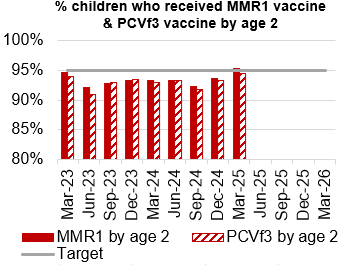 % children who received MMR1 vaccine
& PCVf3 vaccine by age 2
100%
95%
90%
85%
80%
Mar-23
Jun-23
Sep-23
Dec-23
Mar-24
Jun-24
Sep-24
Dec-24
Mar-25
Jun-25
Sep-25
Dec-25
Mar-26
MMR1 by age 2
PCVf3 by age 2
Target